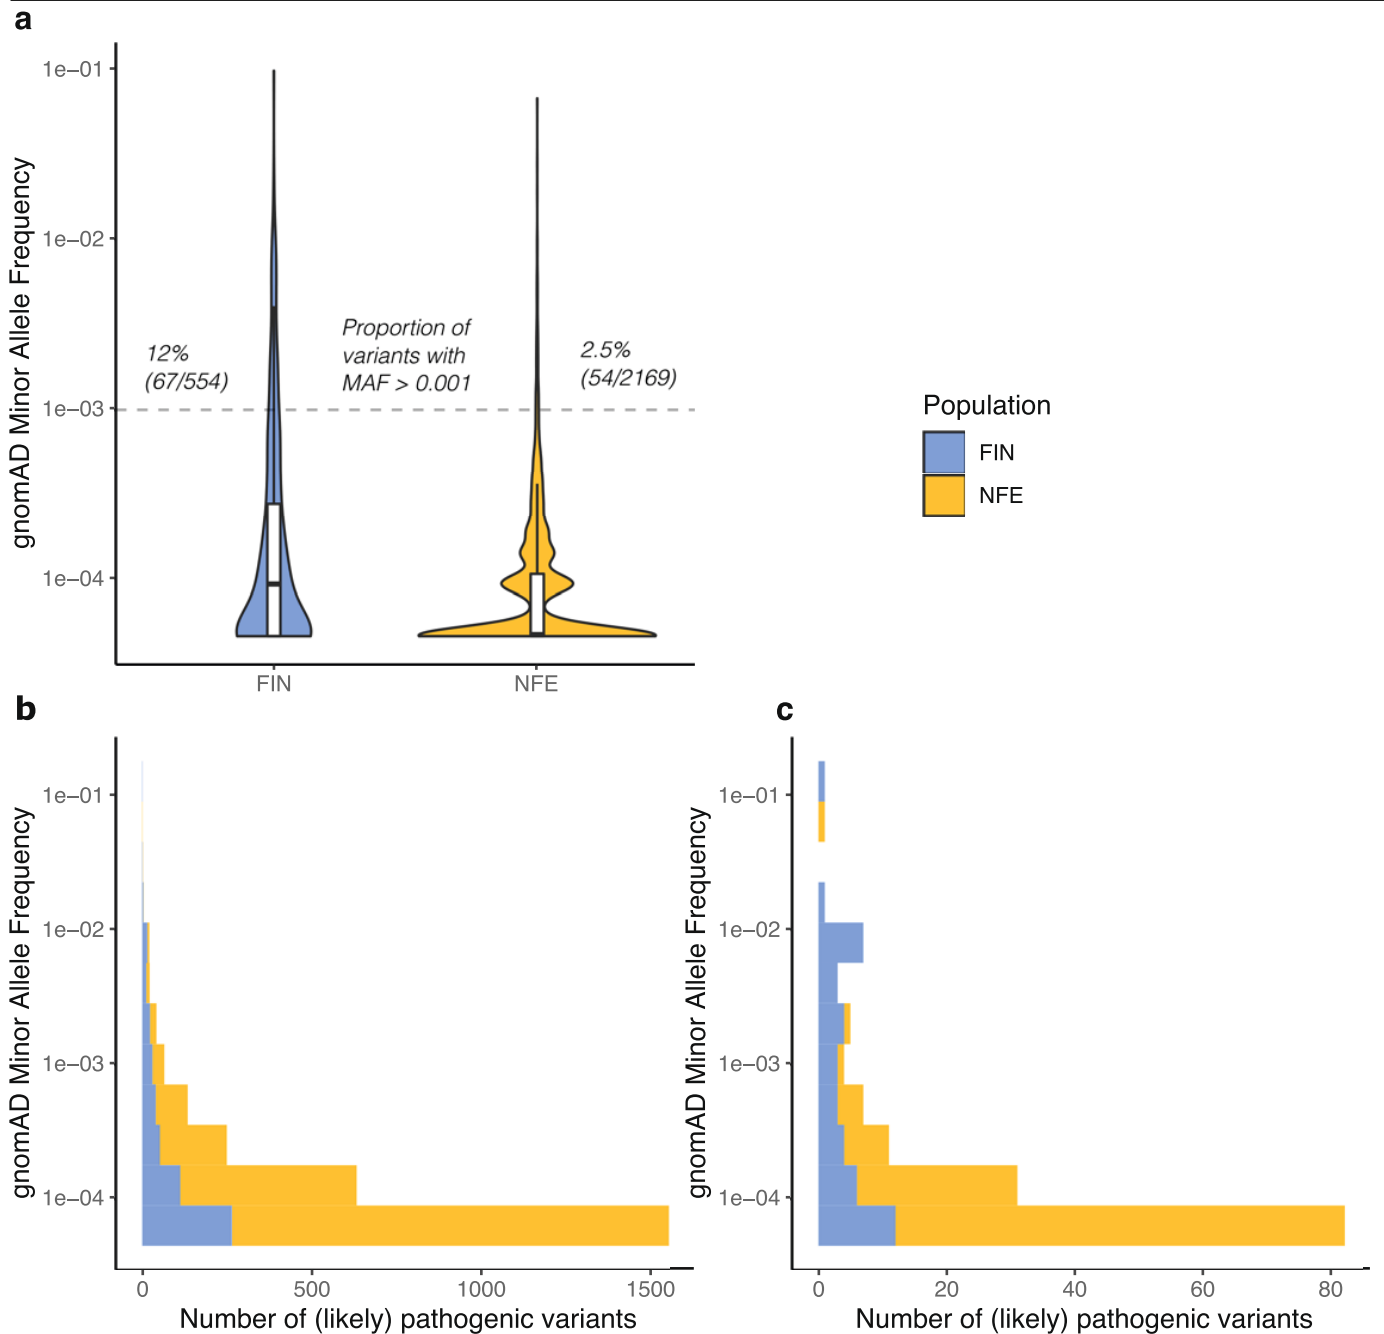 a
gnomAD Minor Allele Frequency
1e−01
1e−02
1e−03
1e−04
12%
(67/554)
Proportion of
variants with
MAF > 0.001
2.5%
(54/2169)
FIN
NFE
Population
FIN
NFE
b
gnomAD Minor Allele Frequency
1e−01
1e−02
1e−03
1e−04
0
500
1000
1500
Number of (likely) pathogenic variants
c
gnomAD Minor Allele Frequency
1e−01
1e−02
1e−03
1e−04
0
20
40
60
80
Number of (likely) pathogenic variants